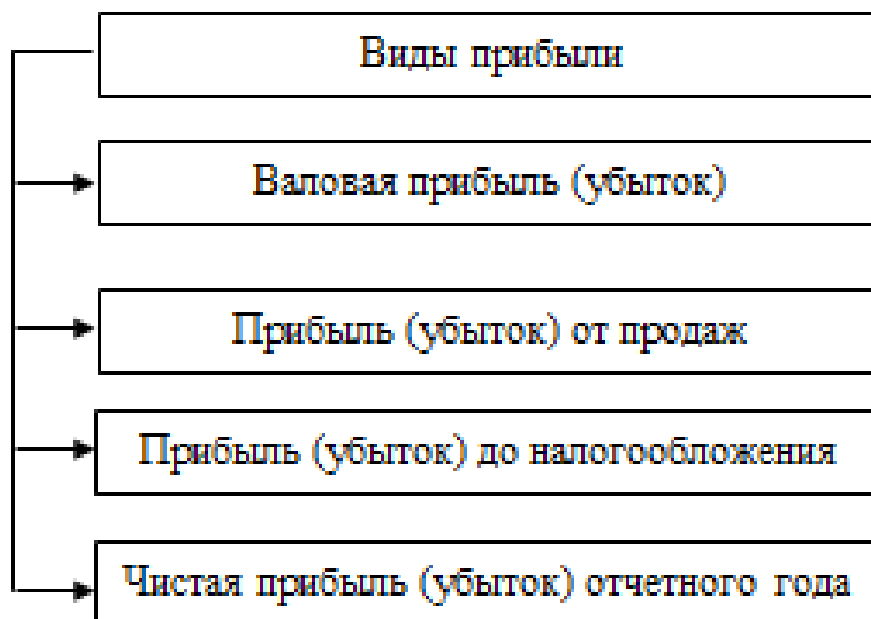 Виды прибыли
Валовая прибыль (убыток)
Прибыль (убыток) от продаж
Прибыль (убыток) до налогообложения
Чистая прибыль (убыток) отчетного года